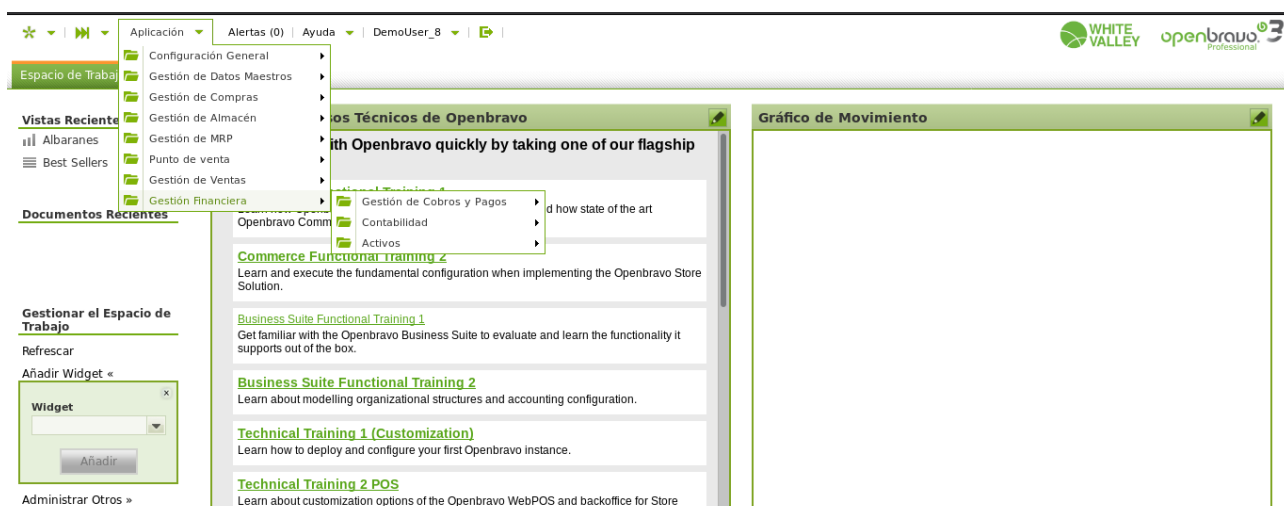 Aplicación
Alertas (0)
Ayuda
DemoUser_8
WHITE
VALLEY
openbravo 3
Professional
Configuración General
Gestión de Datos Maestros
Gestión de Compras
Gestión de Almacén
Gestión de MRP
Punto de venta
Gestión de Ventas
Gestión Financiera
Gestión de Cobros y Pagos
Contabilidad
Activos
Espacio de
Vistas
Albaranes
Best Sellers
Documentos Recientes
Gestionar el Espacio de
Trabajo
Refrescar
Añadir Widget «
Widget
Añadir
Administrar Otros »
Técnicos de Openbravo
with Openbravo quickly by taking one of our flagship
Training 1
and how state of the art
Openbravo
Commerce Functional Training 2
Learn and execute the fundamental configuration when implementing the Openbravo Store
Solution.
Business Suite Functional Training 1
Get familiar with the Openbravo Business Suite to evaluate and learn the functionality it
supports out of the box.
Business Suite Functional Training 2
Learn about modelling organizational structures and accounting configuration.
Technical Training 1 (Customization)
Learn how to deploy and configure your first Openbravo instance.
Technical Training 2 POS
Learn about customization options of the Openbravo WebPOS and backoffice for Store
Gráfico de Movimiento